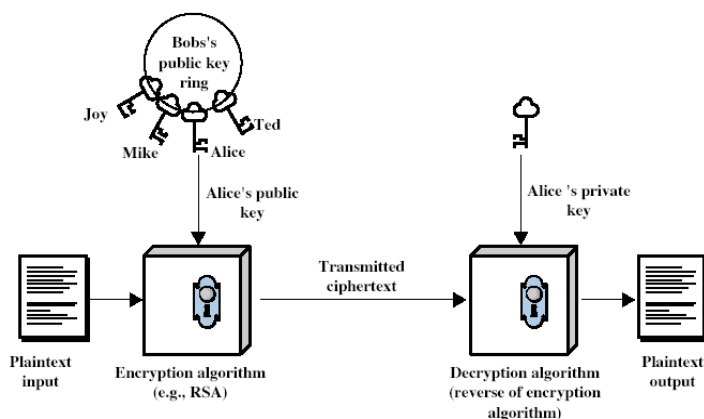 Bobs's
public key
ring
Joy
Mike
Alice
Ted
Alice's public
key
Alice 's private
key
Transmitted
ciphertext
Plaintext
input
Encryption algorithm
(e.g., RSA)
Decryption algorithm
(reverse of encryption
algorithm)
Plaintext
output